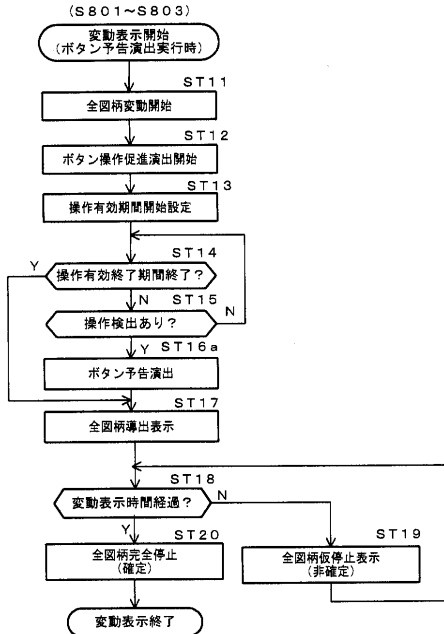 (S801~S803)
変動表示開始
(ボタン予告演出実行時)
ST11
全図柄変動開始
ST12
ボタン操作促進演出開始
ST13
操作有効期間開始設定
ST14
Y
操作有効終了期間終了?
N
ST15
操作検出あり?
N
Y
ST16a
ボタン予告演出
ST17
全図柄導出表示
ST18
変動表示時間経過?
N
Y
ST20
ST19
全図柄完全停止
(確定)
全図柄仮停止表示
(非確定)
変動表示終了